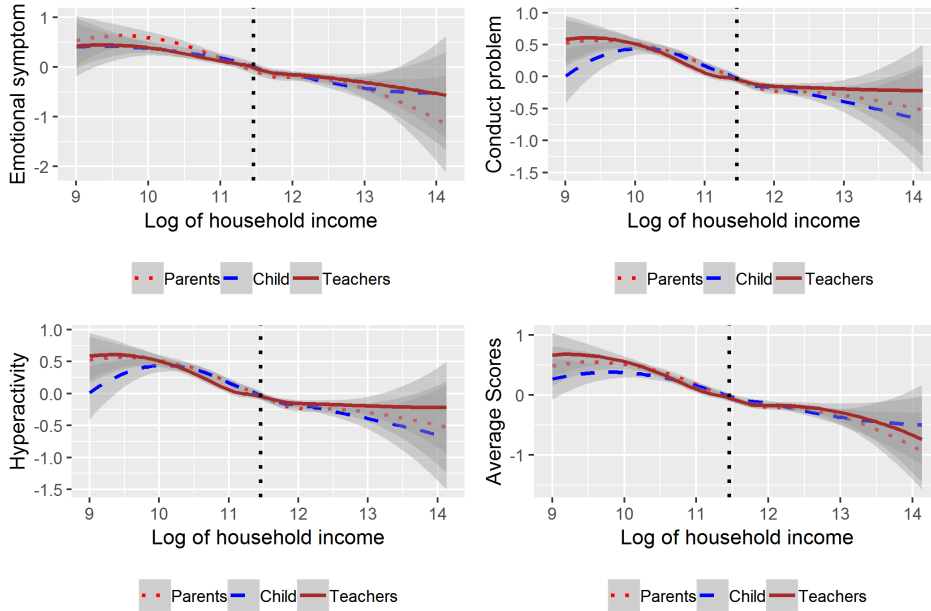 Emotional symptom
1
0
-1
-2
9 10 11 12 13 14
Log of household income
Parents Child Teachers
Conduct problem
1.0
0.5
0.0
-0.5
-1.0
-1.5
9 10 11 12 13 14
Log of household income
Parents Child Teachers
Hyperactivity
1.0
0.5
0.0
-0.5
-1.0
-1.5
9 10 11 12 13 14
Log of household income
Parents Child Teachers
Average Scores
1
0
-1
9 10 11 12 13 14
Log of household income
Parents Child Teachers